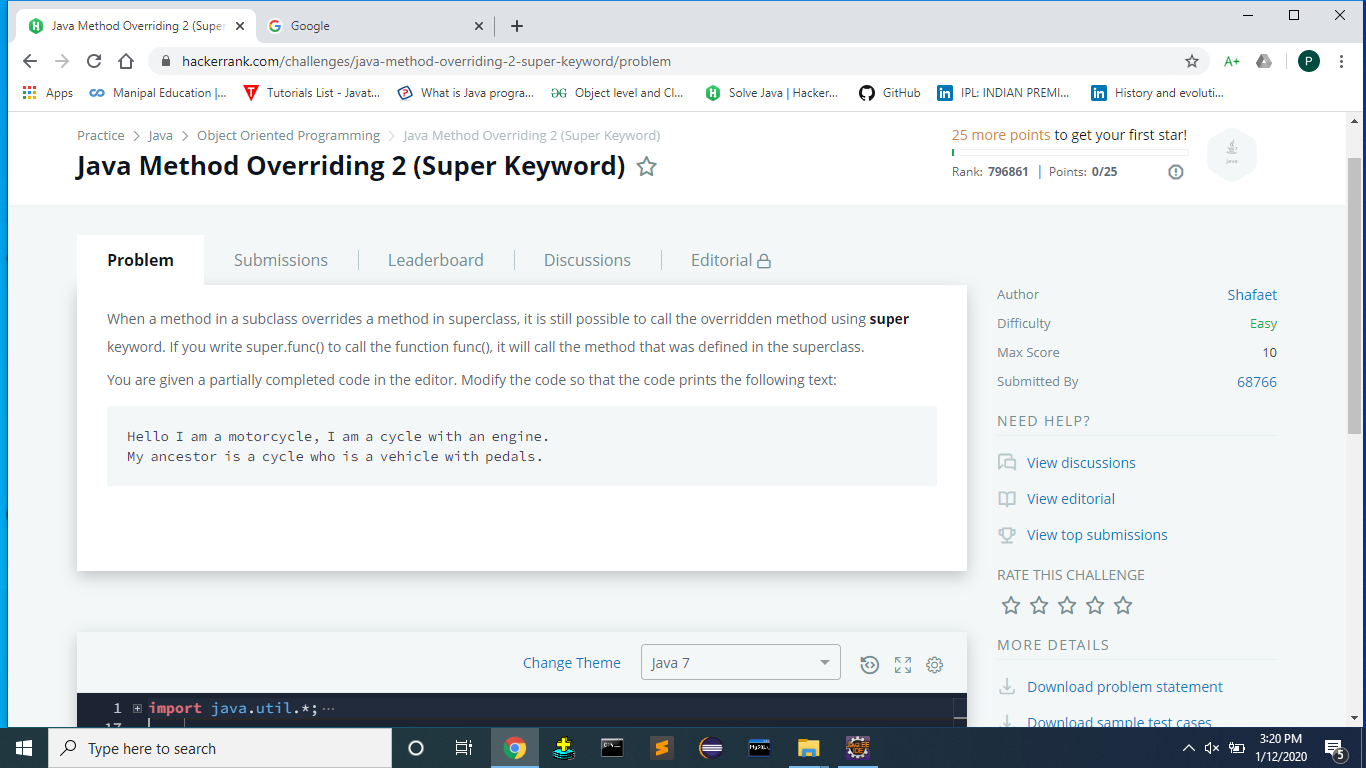 Java Method Overriding 2 (Super
Google
hackerrank.com/challenges/java-method-overriding-2-super-keyword/problem
A+
P
Apps
Manipal Education |...
Tutorials List - Javat...
What is Java progra...
Object level and Cl...
Solve Java | Hacker...
GitHub
IPL: INDIAN PREMI...
History and evoluti...
Practice > Java > Object Oriented Programming > Java Method Overriding 2 (Super Keyword)
Java Method Overriding 2 (Super Keyword)
25 more points to get your first star!
Rank: 796861 | Points: 0/25
Java
Problem
Submissions
Leaderboard
Discussions
Editorial
When a method in a subclass overrides a method in superclass, it is still possible to call the overridden method using super
keyword. If you write super.func() to call the function func(), it will call the method that was defined in the superclass.
You are given a partially completed code in the editor. Modify the code so that the code prints the following text:
Hello I am a motorcycle, I am a cycle with an engine.
My ancestor is a cycle who is a vehicle with pedals.
Author Shafaet
Difficulty Easy
Max Score 10
Submitted By 68766
NEED HELP?
View discussions
View editorial
View top submissions
RATE THIS CHALLENGE
MORE DETAILS
Download problem statement
Download sample test cases
Change Theme
Java 7
1 import java.util.*;...
17
Type here to search
3:20 PM
1/12/2020
5